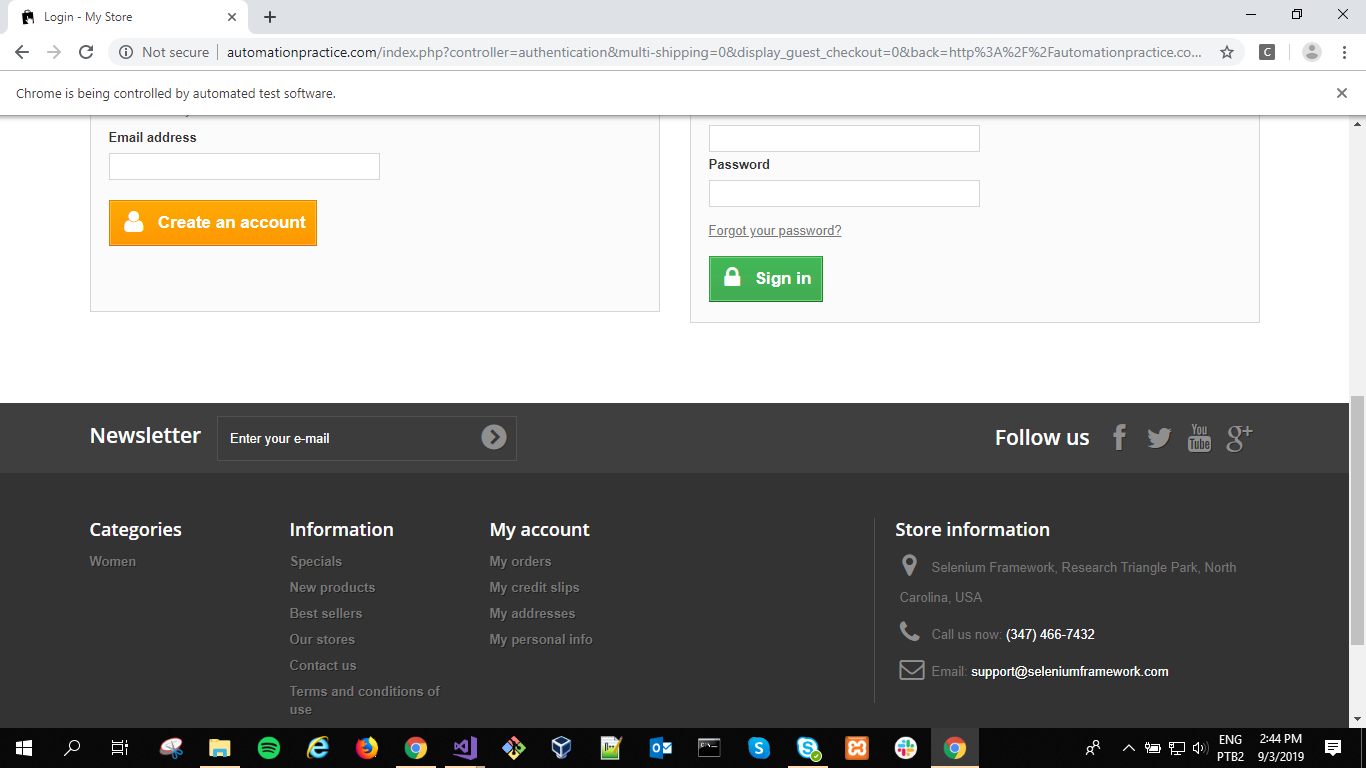 Login - My Store
Not secure
automationpractice.com/index.php?controller=authentication&multi-shipping=0&display_guest_checkout=0&back=http%3A%2F%2Fautomationpractice.co...
C
Chrome is being controlled by automated test software.
Email address
Create an account
Password
Forgot your password?
Sign in
Newsletter
Enter your e-mail
Follow us
You
Tube
g+
Categories
Women
Information
Specials
New products
Best sellers
Our stores
Contact us
Terms and conditions of
use
My account
My orders
My credit slips
My addresses
My personal info
Store information
Selenium Framework, Research Triangle Park, North
Carolina, USA
Call us now: (347) 466-7432
Email: support@seleniumframework.com
ENG
PTB2
2:44 PM
9/3/2019